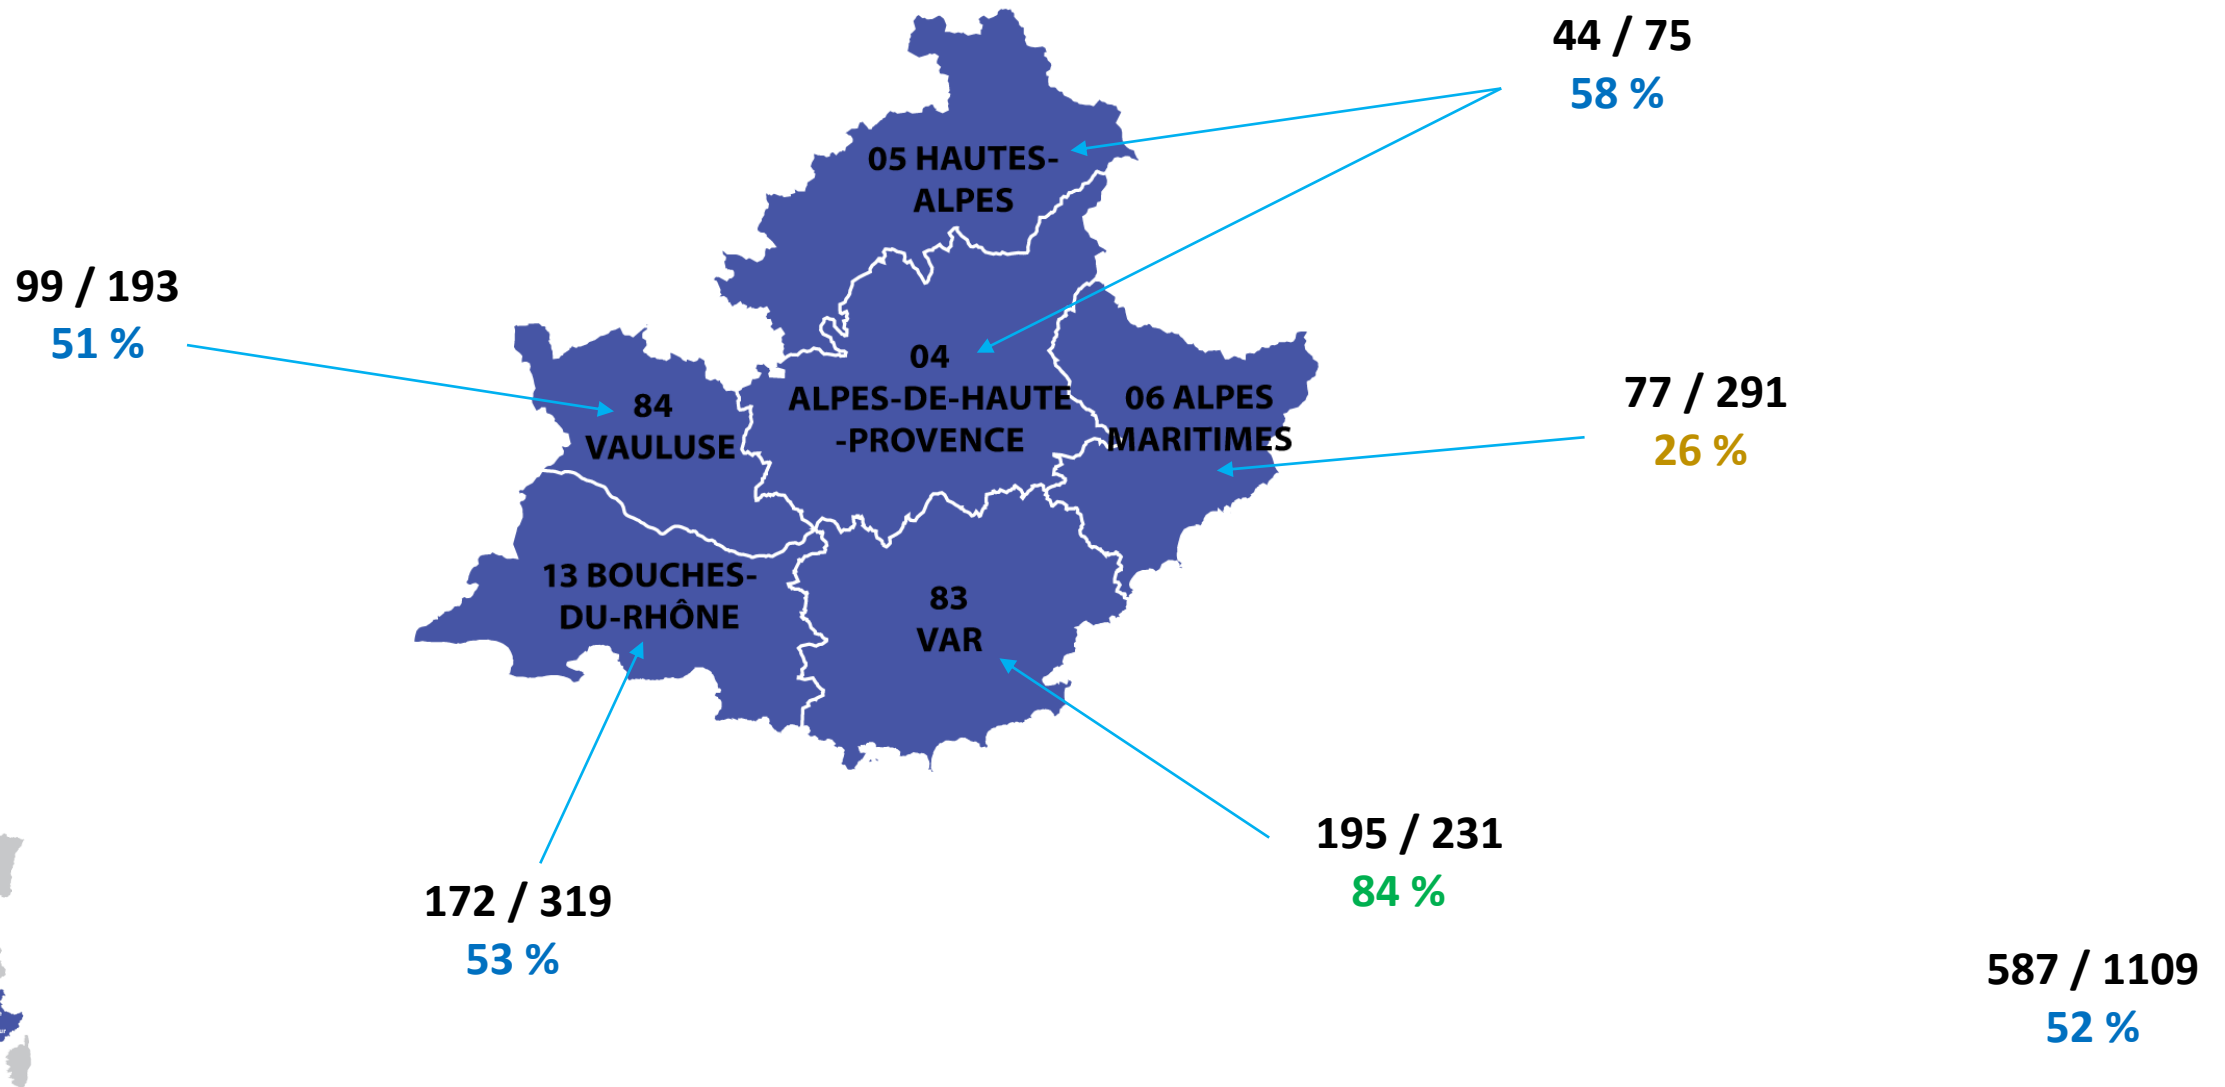 44 / 75
58 %
05 HAUTES-
ALPES
99 / 193
51 %
04
ALPES-DE-HAUTE
-PROVENCE
84
VAULUSE
06 ALPES
MARITIMES
77 / 291
26 %
13 BOUCHES-
DU-RHÔNE
83
VAR
195 / 231
84 %
172 / 319
53 %
587 / 1109
52 %